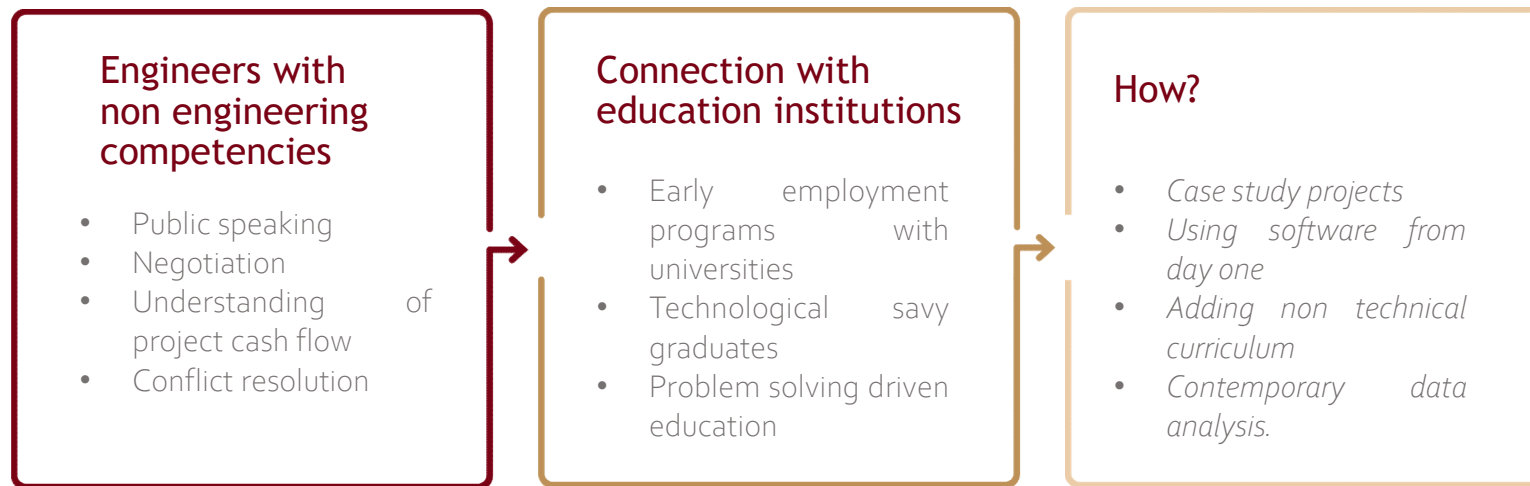 Engineers with
non engineering
competencies
• Public speaking
• Negotiation
• Understanding of
project cash flow
• Conflict resolution
Connection with
education institutions
• Early employment
programs with
universities
• Technological savy
graduates
• Problem solving driven
education
How?
• Case study projects
• Using software from
day one
• Adding non technical
curriculum
• Contemporary data
analysis.